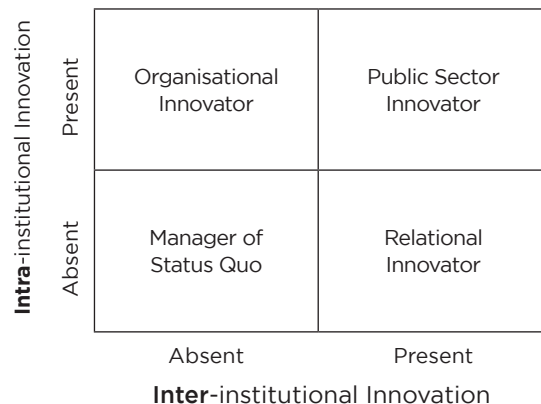 Intra-institutional Innovation
Present
Organisational
Innovator
Public Sector
Innovator
Absent
Manager of
Status Quo
Relational
Innovator
Absent
Present
Inter-institutional Innovation